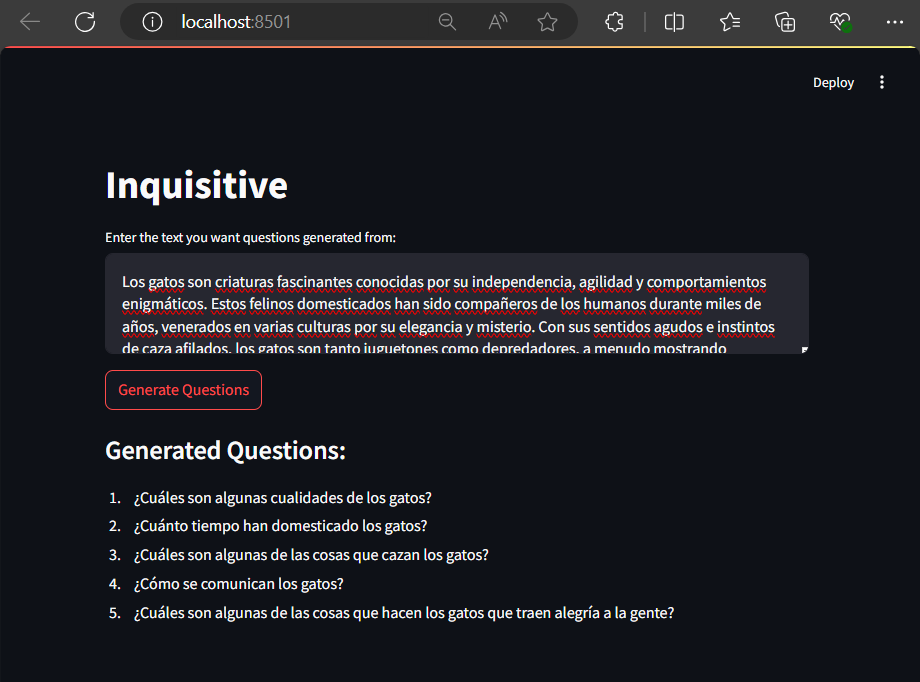 localhost:8501
Deploy
Inquisitive
Enter the text you want questions generated from:
Los gatos son criaturas fascinantes conocidas por su independencia, agilidad y comportamientos
enigmáticos. Estos felinos domesticados han sido compañeros de los humanos durante miles de
años, venerados en varias culturas por su elegancia y misterio. Con sus sentidos agudos e instintos
de caza afilados, los gatos son tanto juguetones como depredadores, a menudo mostrando
Generate Questions
Generated Questions:
1. ¿Cuáles son algunas cualidades de los gatos?
2. ¿Cuánto tiempo han domesticado los gatos?
3. ¿Cuáles son algunas de las cosas que cazan los gatos?
4. ¿Cómo se comunican los gatos?
5. ¿Cuáles son algunas de las cosas que hacen los gatos que traen alegría a la gente?